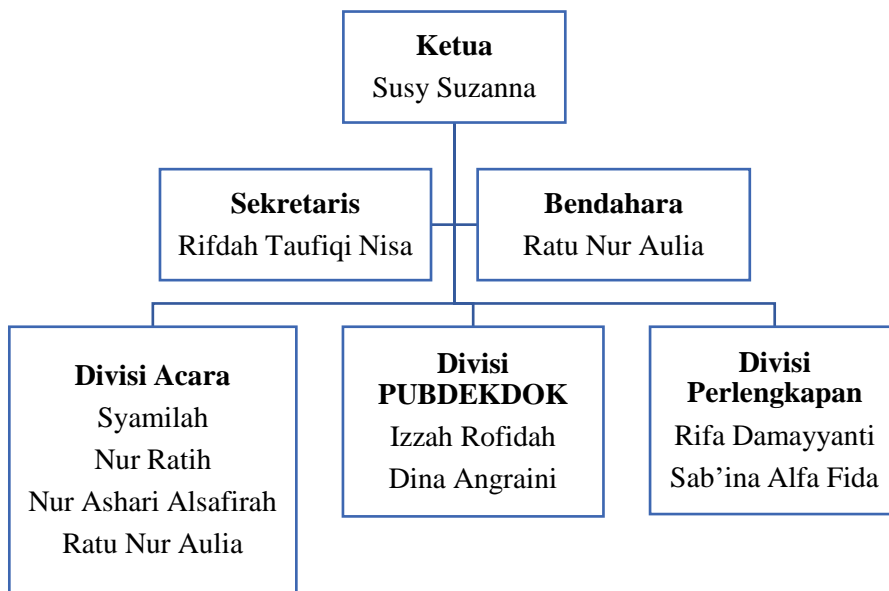 Ketua
Susy Suzanna
Sekretaris
Rifdah Taufiqi Nisa
Bendahara
Ratu Nur Aulia
Divisi Acara
Syamilah
Nur Ratih
Nur Ashari Alsafirah
Ratu Nur Aulia
Divisi
PUBDEKDOK
Izzah Rofidah
Dina Angraini
Divisi
Perlengkapan
Rifa Damayyanti
Sab’ina Alfa Fida